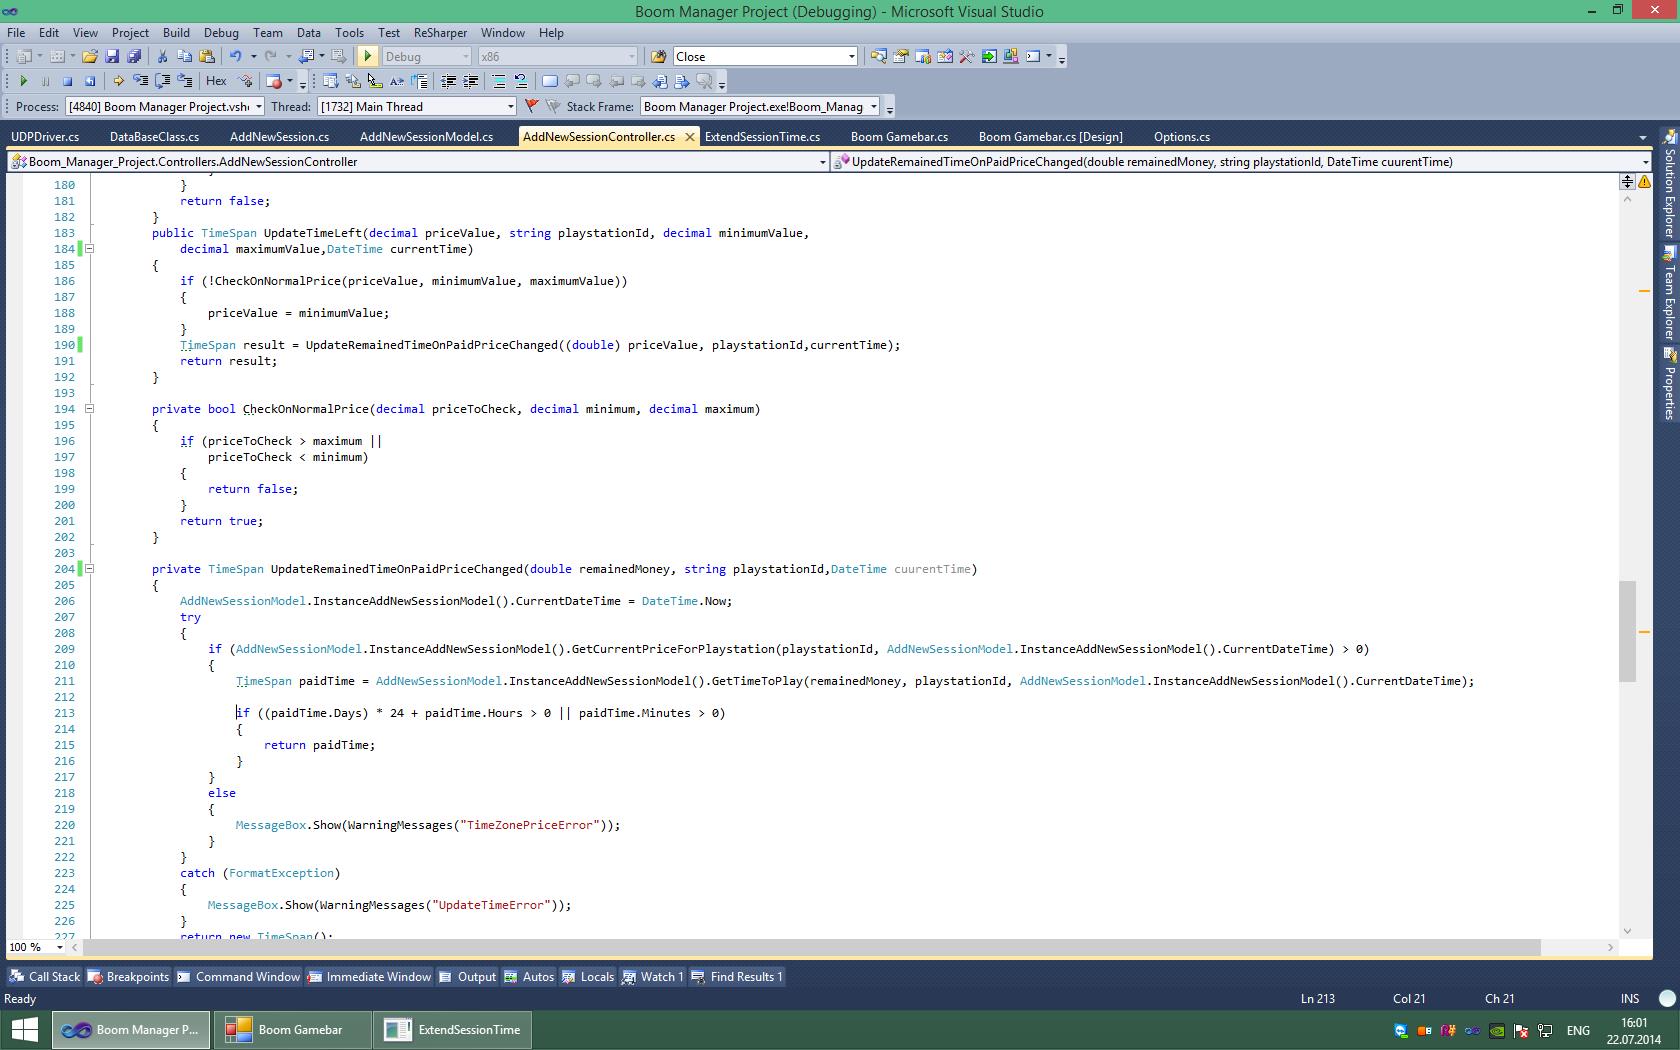 Boom Manager Project (Debugging) - Microsoft Visual Studio
File Edit View Project Build Debug Team Data Tools Test ReSharper Window Help
Debug x86 Close
Hex
Process: [4840] Boom Manager Project.vsh Thread: [1732] Main Thread Stack Frame: Boom Manager Project.exe!Boom_Manag
UDPDriver.cs DataBaseClass.cs AddNewSession.cs AddNewSessionModel.cs AddNewSessionController.cs ExtendSessionTime.cs Boom Gamebar.cs Boom Gamebar.cs [Design] Options.cs
Boom_Manager_Project.Controllers.AddNewSessionController UpdateRemainedTimeOnPaidPriceChanged(double remainedMoney, string playstationId, DateTime cuurentTime)
180 }
181 return false;
182 }
183 public TimeSpan UpdateTimeLeft(decimal priceValue, string playstationId, decimal minimumValue,
184 decimal maximumValue,DateTime currentTime)
185 {
186 if (!CheckOnNormalPrice(priceValue, minimumValue, maximumValue))
187 {
188 priceValue = minimumValue;
189 }
190 TimeSpan result = UpdateRemainedTimeOnPaidPriceChanged((double) priceValue, playstationId,currentTime);
191 return result;
192 }
193
194 private bool CheckOnNormalPrice(decimal priceToCheck, decimal minimum, decimal maximum)
195 {
196 if (priceToCheck > maximum ||
197 priceToCheck < minimum)
198 {
199 return false;
200 }
201 return true;
202 }
203
204 private TimeSpan UpdateRemainedTimeOnPaidPriceChanged(double remainedMoney, string playstationId,DateTime cuurentTime)
205 {
206 AddNewSessionModel.InstanceAddNewSessionModel().CurrentDateTime = DateTime.Now;
207 try
208 {
209 if (AddNewSessionModel.InstanceAddNewSessionModel().GetCurrentPriceForPlaystation(playstationId, AddNewSessionModel.InstanceAddNewSessionModel().CurrentDateTime) > 0)
210 {
211 TimeSpan paidTime = AddNewSessionModel.InstanceAddNewSessionModel().GetTimeToPlay(remainedMoney, playstationId, AddNewSessionModel.InstanceAddNewSessionModel().CurrentDateTime);
212
213 if ((paidTime.Days) * 24 + paidTime.Hours > 0 || paidTime.Minutes > 0)
214 {
215 return paidTime;
216 }
217 }
218 else
219 {
220 MessageBox.Show(WarningMessages("TimeZonePriceError"));
221 }
222 }
223 catch (FormatException)
224 {
225 MessageBox.Show(WarningMessages("UpdateTimeError"));
226 }
227 return new TimeSpan();
Solution Explorer
Team Explorer
Properties
100 %
Call Stack Breakpoints Command Window Immediate Window Output Autos Locals Watch 1 Find Results 1
Ready Ln 213 Col 21 Ch 21 INS
Boom Manager P... Boom Gamebar ExtendSessionTime ENG 16:01
22.07.2014